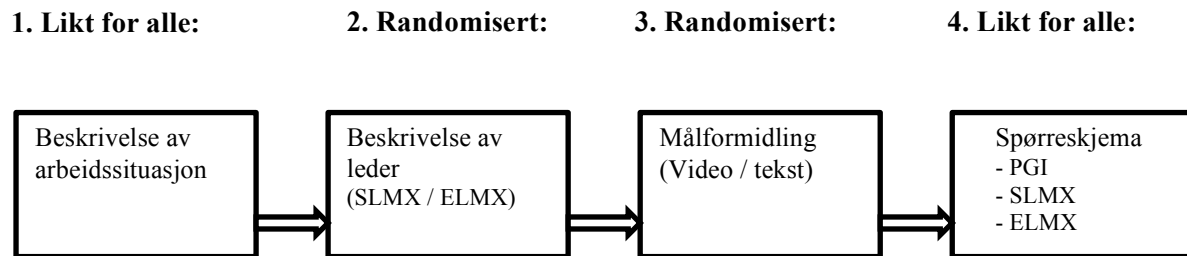 1. Likt for alle:
2. Randomisert:
3. Randomisert:
4. Likt for alle:
Beskrivelse av
arbeidssituasjon
Beskrivelse av
leder
(SLMX / ELMX)
Målformidling
(Video / tekst)
Spørreskjema
- PGI
- SLMX
- ELMX